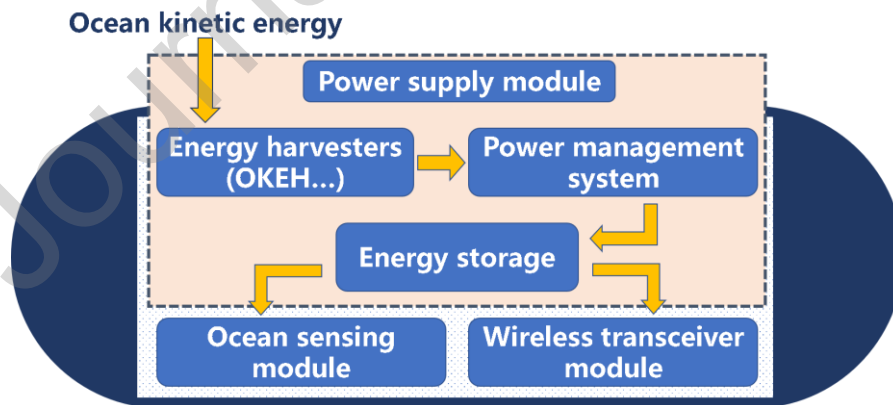 Ocean kinetic energy
Power supply module
Energy harvesters
(OKEH...)
Power management
system
Energy storage
Ocean sensing
module
Wireless transceiver
module
Journa